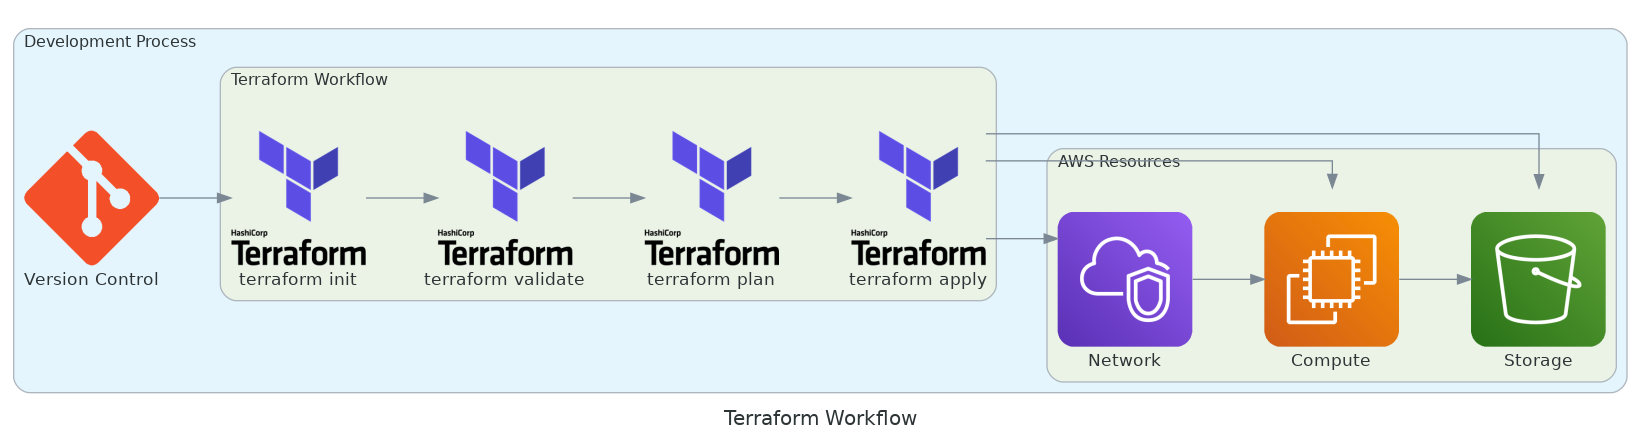 Development Process
Terraform Workflow
AWS Resources
HashiCorp
Terraform
HashiCorp
Terraform
HashiCorp
Terraform
HashiCorp
Terraform
Version Control
terraform init
terraform validate
terraform plan
terraform apply
Network
Compute
Storage
Terraform Workflow